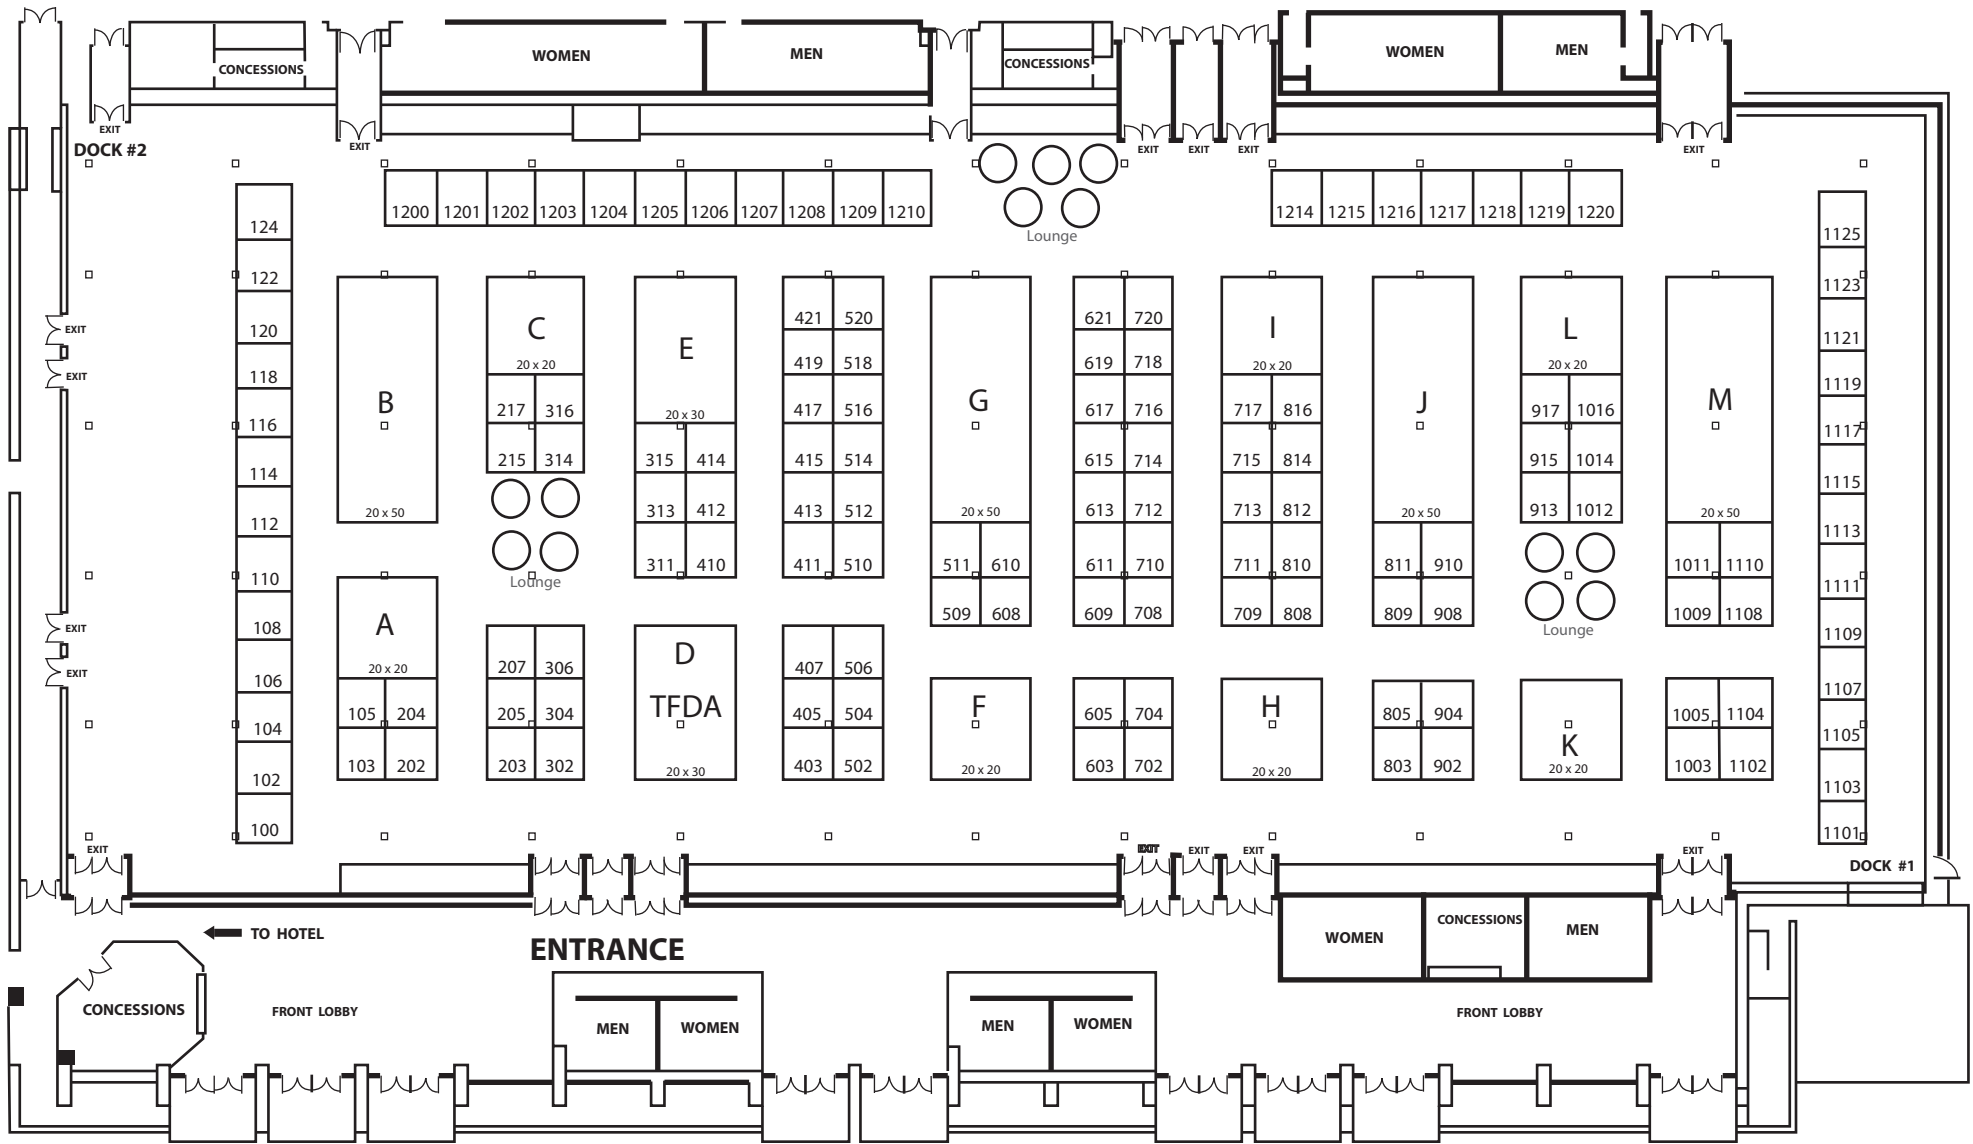 WOMEN
MEN
WOMEN
MEN
CONCESSIONS
CONCESSIONS
EXIT
DOCK #2
EXIT
EXIT
EXIT
EXIT
EXIT
1200 1201 1202 1203 1204 1205 1206 1207 1208 1209 1210
Lounge
1214 1215 1216 1217 1218 1219 1220
124
122
120
118
116
114
112
110
108
106
104
102
100
EXIT
EXIT
EXIT
EXIT
B
20 x 50
A
20 x 20
105 204
103 202
C
20 x 20
217 316
215 314
Lounge
207 306
205 304
203 302
E
20 x 30
315 414
313 412
311 410
D
TFDA
20 x 30
421 520
419 518
417 516
415 514
413 512
411 510
407 506
405 504
403 502
G
20 x 50
511 610
509 608
F
20 x 20
621 720
619 718
617 716
615 714
613 712
611 710
609 708
605 704
603 702
I
20 x 20
717 816
715 814
713 812
711 810
709 808
H
20 x 20
J
20 x 50
811 910
809 908
805 904
803 902
L
20 x 20
917 1016
915 1014
913 1012
Lounge
K
20 x 20
M
20 x 50
1011 1110
1009 1108
1005 1104
1003 1102
1125
1123
1121
1119
1117
1115
1113
1111
1109
1107
1105
1103
1101
EXIT
EXIT
EXIT
EXIT
EXIT
DOCK #1
TO HOTEL
ENTRANCE
WOMEN
CONCESSIONS
MEN
CONCESSIONS
FRONT LOBBY
MEN
WOMEN
MEN
WOMEN
FRONT LOBBY